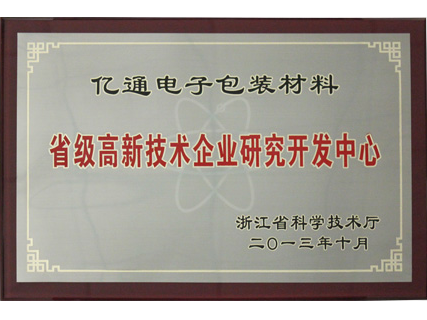 亿通电子包装材料
省级高新技术企业研究开发中心
浙江省科学技术厅
二〇一三年十月